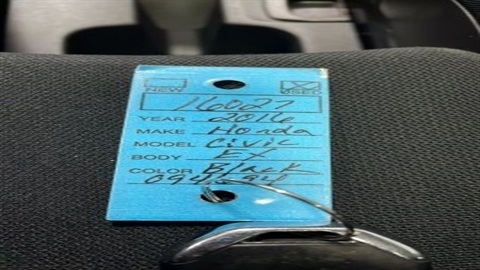 NEW USED
16027
YEAR 2016
MAKE Honda
MODEL Civic
BODY EX
COLOR Black